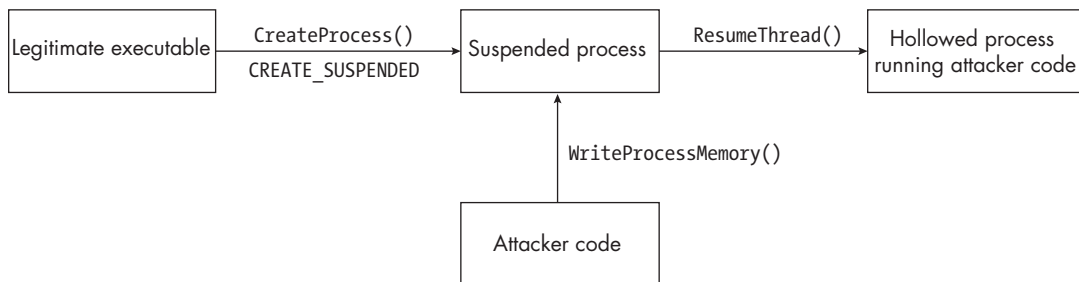 Legitimate executable
CreateProcess()
CREATE_SUSPENDED
Suspended process
ResumeThread()
Hollowed process
running attacker code
WriteProcessMemory()
Attacker code